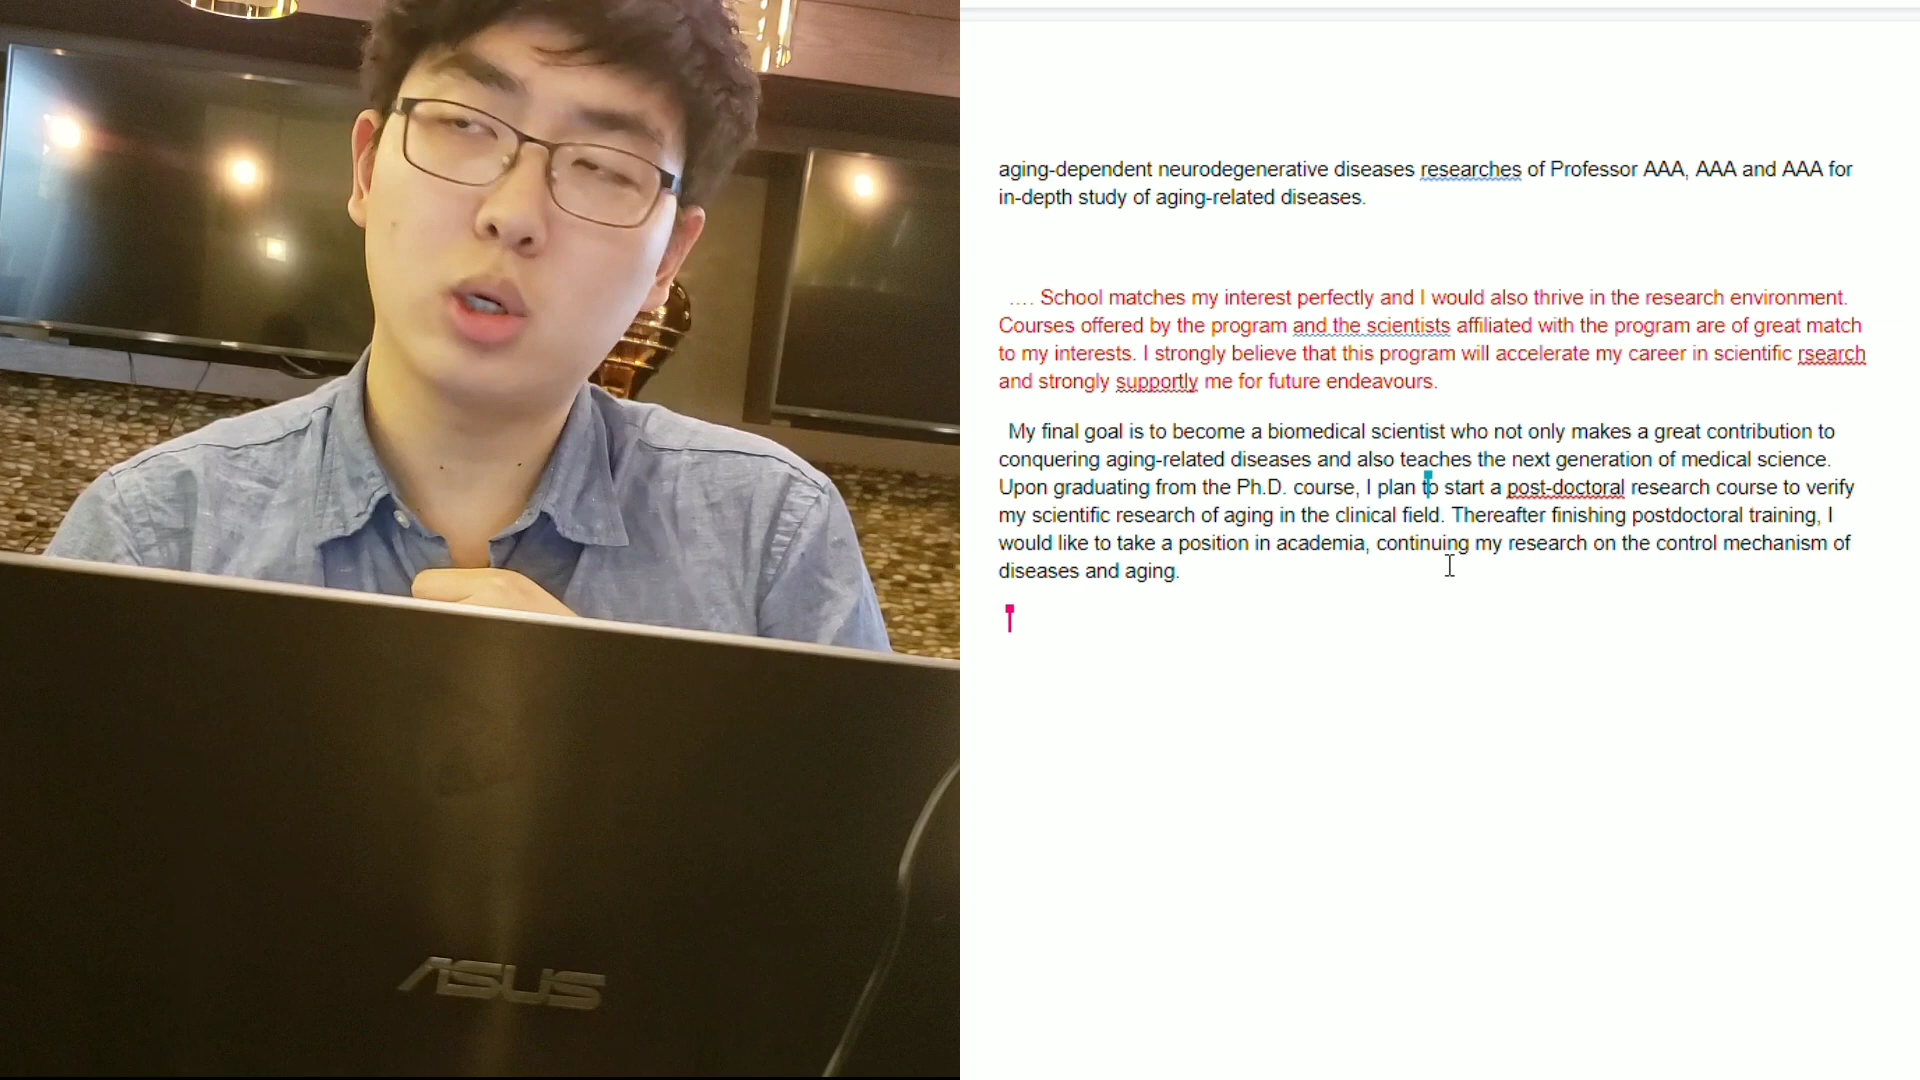 aging-dependent neurodegenerative diseases researches of Professor AAA, AAA and AAA for
in-depth study of aging-related diseases.
.... School matches my interest perfectly and I would also thrive in the research environment.
Courses offered by the program and the scientists affiliated with the program are of great match
to my interests. I strongly believe that this program will accelerate my career in scientific rsearch
and strongly supportly me for future endeavours.
My final goal is to become a biomedical scientist who not only makes a great contribution to
conquering aging-related diseases and also teaches the next generation of medical science.
Upon graduating from the Ph.D. course, I plan to start a post-doctoral research course to verify
my scientific research of aging in the clinical field. Thereafter finishing postdoctoral training, I
would like to take a position in academia, continuing my research on the control mechanism of
diseases and aging.
ASUS